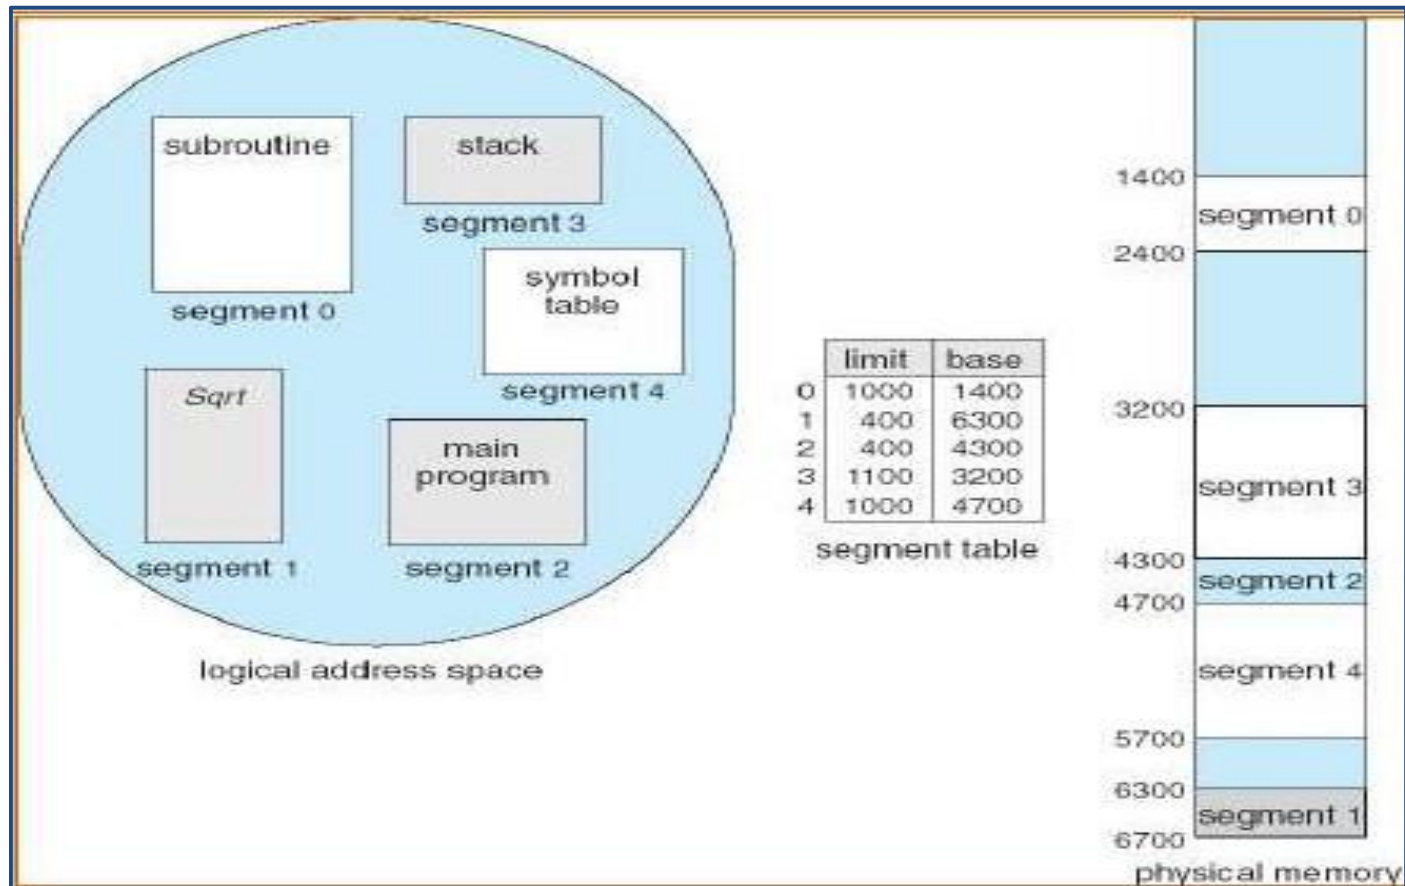 subroutine
segment 0
stack
segment 3
symbol
table
segment 4
Sqrt
segment 1
main
program
segment 2
logical address space
limit base
0 1000 1400
1 400 6300
2 400 4300
3 1100 3200
4 1000 4700
segment table
1400
segment 0
2400
3200
segment 3
4300
segment 2
4700
segment 4
5700
6300
segment 1
6700
physical memory